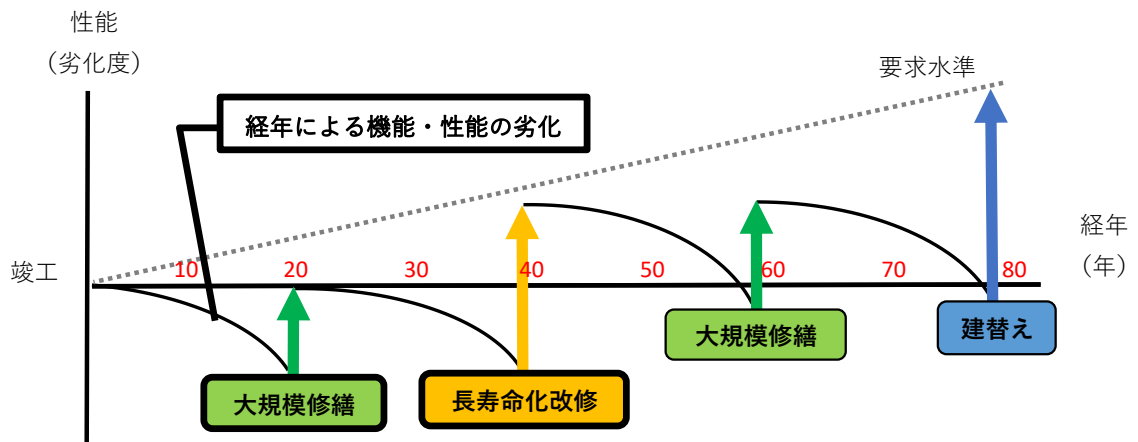 性能
（劣化度）
要求水準
経年による機能・性能の劣化
経年
（年）
竣工
10
20
30
40
50
60
70
80
大規模修繕
長寿命化改修
大規模修繕
建替え